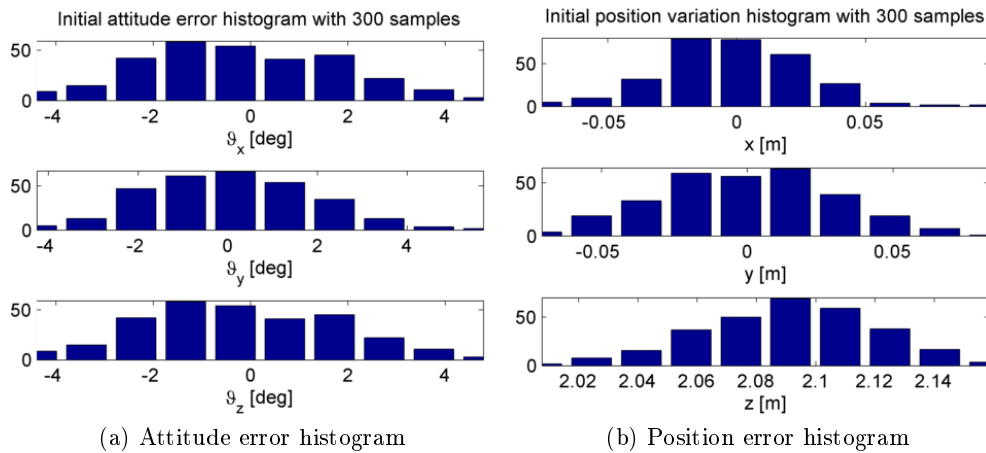 Initial attitude error histogram with 300 samples
50
0
-4 -2 0 2 4
ϑx [deg]
50
0
-4 -2 0 2 4
ϑy [deg]
50
0
-4 -2 0 2 4
ϑz [deg]
(a) Attitude error histogram
Initial position variation histogram with 300 samples
50
0
-0.05 0 0.05
x [m]
50
0
-0.05 0 0.05
y [m]
50
0
2.02 2.04 2.06 2.08 2.1 2.12 2.14
z [m]
(b) Position error histogram